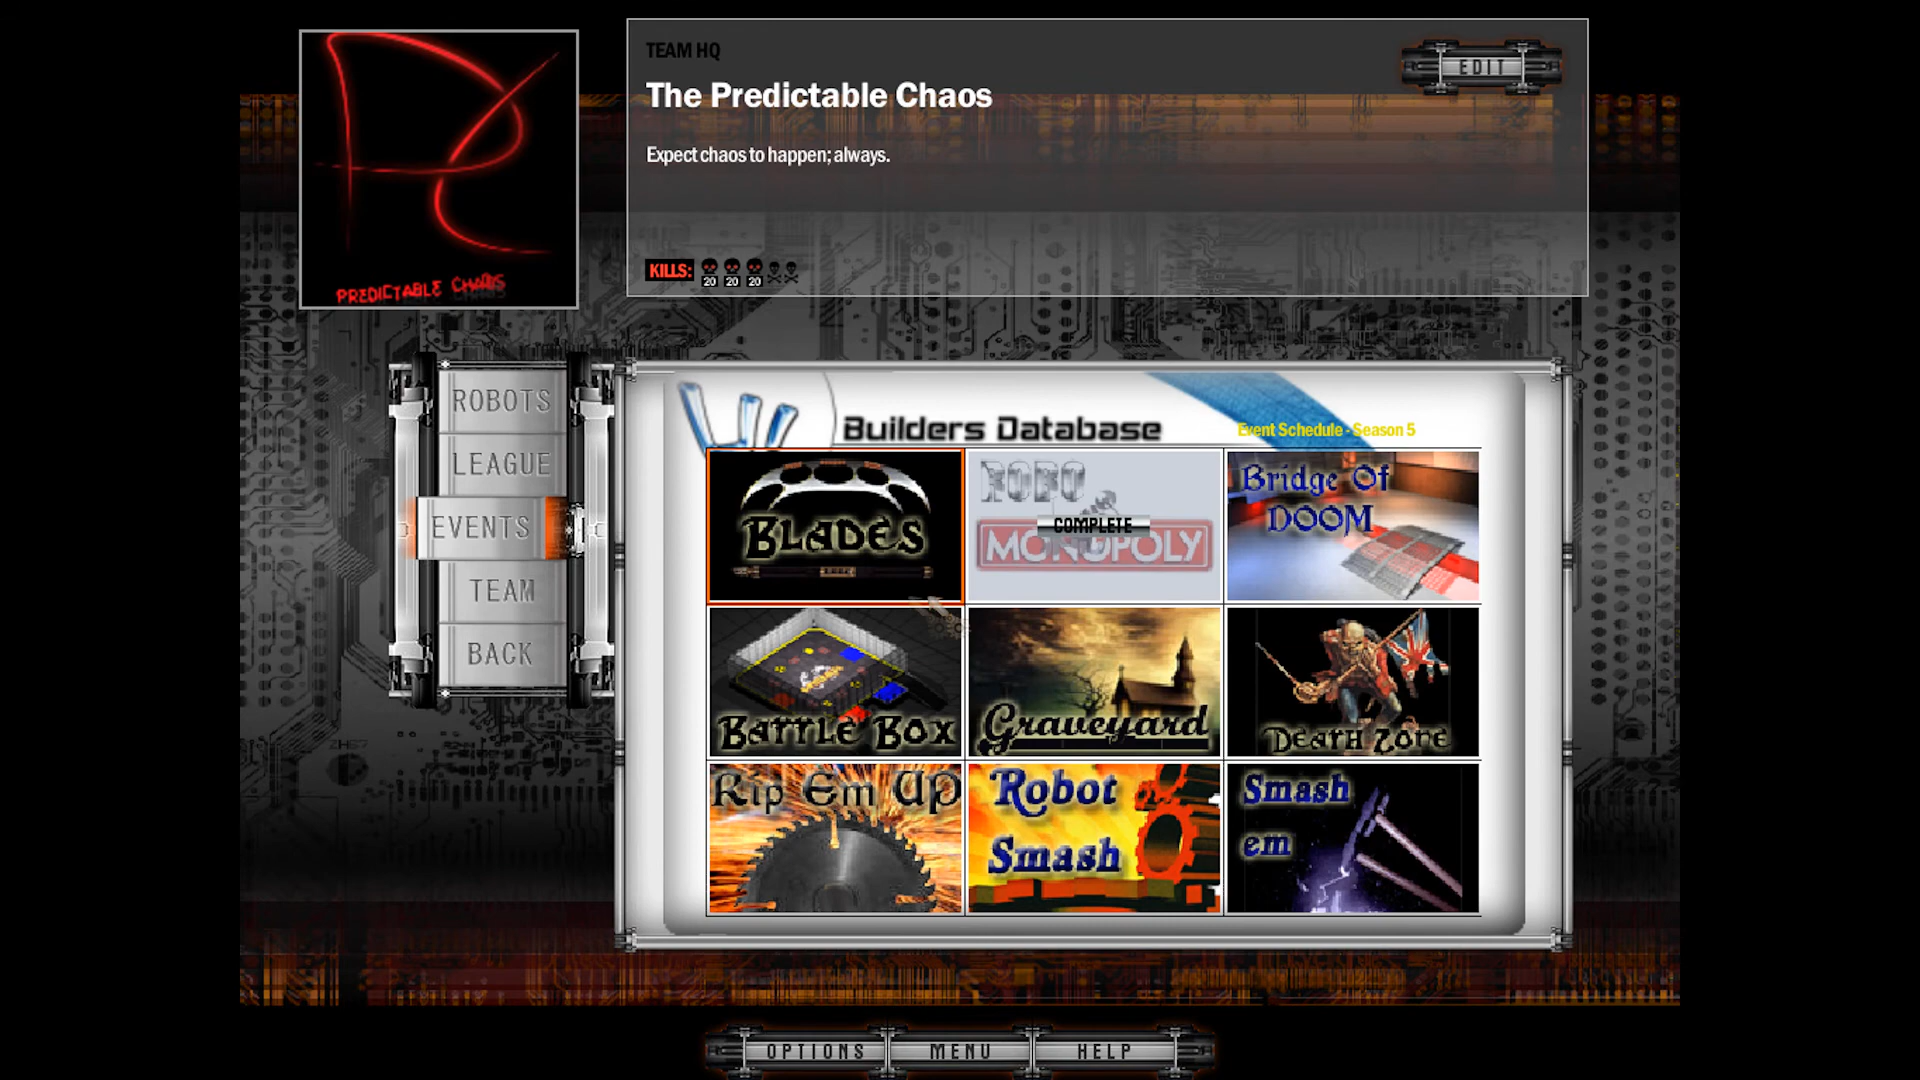 TEAM HQ
EDIT
The Predictable Chaos
Expect chaos to happen; always.
KILLS:
20 20 20
PREDICTABLE CHAOS
ROBOTS
LEAGUE
EVENTS
TEAM
BACK
Builders Database
Event Schedule - Season 5
BLADES
ROBO
COMPLETE
MONOPOLY
Bridge Of
DOOM
BATTLE BOX
Graveyard
DEATH ZONE
Rip Em Up
Robot
Smash
Smash
em
OPTIONS
MENU
HELP